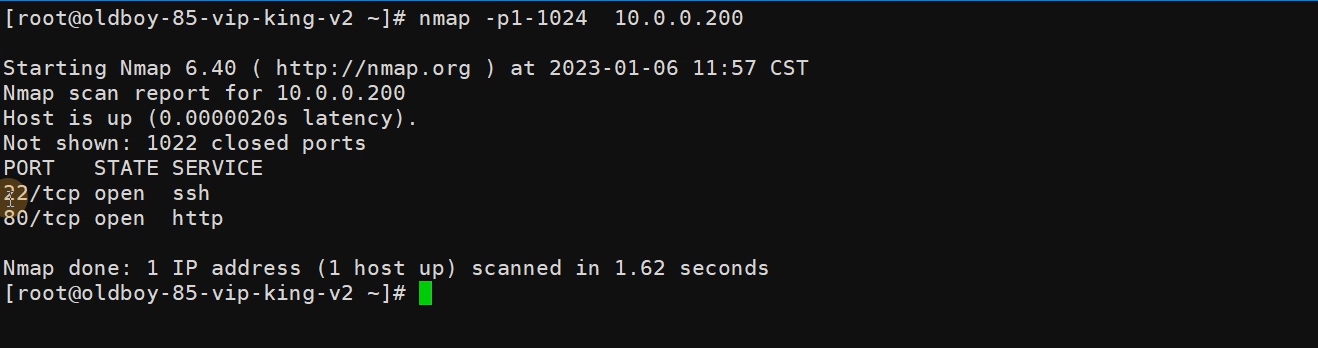 [root@oldboy-85-vip-king-v2 ~]# nmap -p1-1024  10.0.0.200
Starting Nmap 6.40 ( http://nmap.org ) at 2023-01-06 11:57 CST
Nmap scan report for 10.0.0.200
Host is up (0.0000020s latency).
Not shown: 1022 closed ports
PORT   STATE SERVICE
22/tcp open  ssh
80/tcp open  http
Nmap done: 1 IP address (1 host up) scanned in 1.62 seconds
[root@oldboy-85-vip-king-v2 ~]#